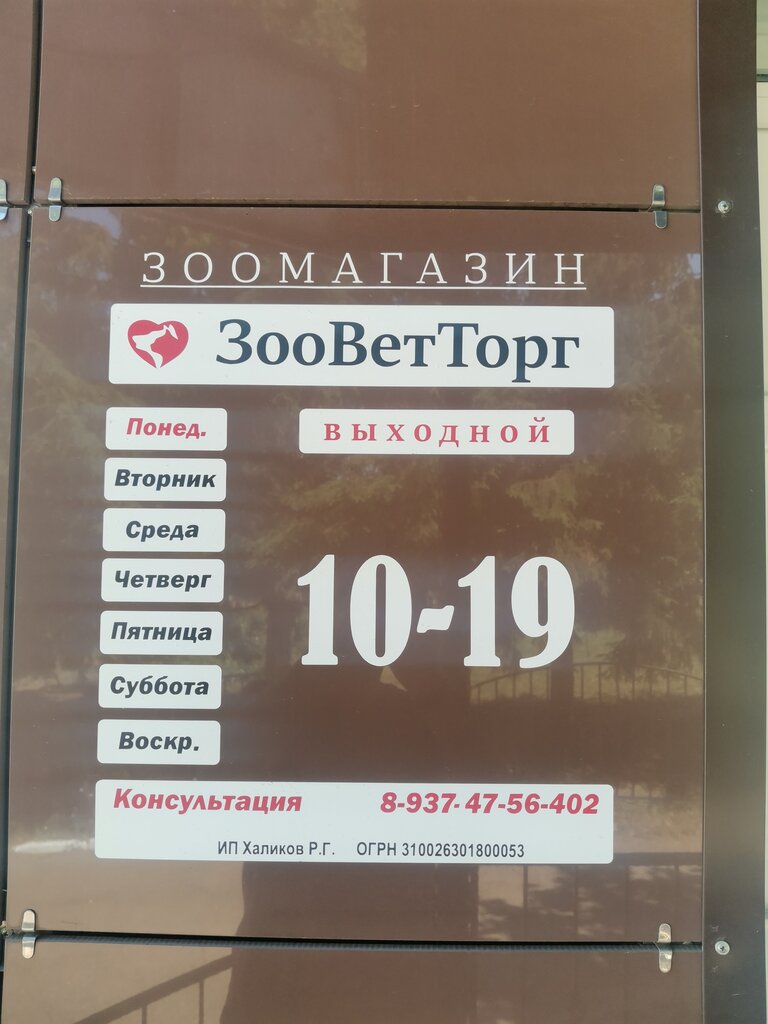 ЗООМАГАЗИН
ЗооВетТорг
Понед. ВЫХОДНОЙ
Вторник
Среда
Четверг
10-19
Пятница
Суббота
Воскр.
Консультация 8-937-47-56-402
ИП Халиков Р.Г. ОГРН 310026301800053